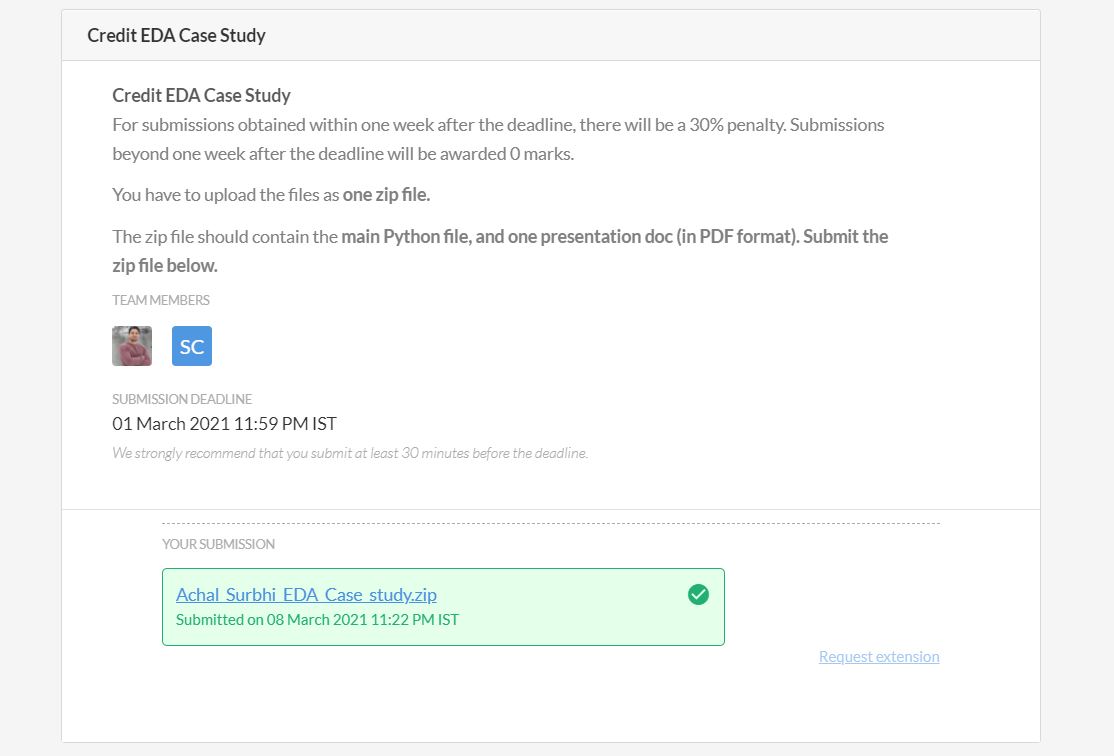 Credit EDA Case Study
Credit EDA Case Study
For submissions obtained within one week after the deadline, there will be a 30% penalty. Submissions
beyond one week after the deadline will be awarded 0 marks.
You have to upload the files as one zip file.
The zip file should contain the main Python file, and one presentation doc (in PDF format). Submit the
zip file below.
TEAM MEMBERS
SC
SUBMISSION DEADLINE
01 March 2021 11:59 PM IST
We strongly recommend that you submit at least 30 minutes before the deadline.
YOUR SUBMISSION
Achal_Surbhi_EDA_Case_study.zip
Submitted on 08 March 2021 11:22 PM IST
Request extension